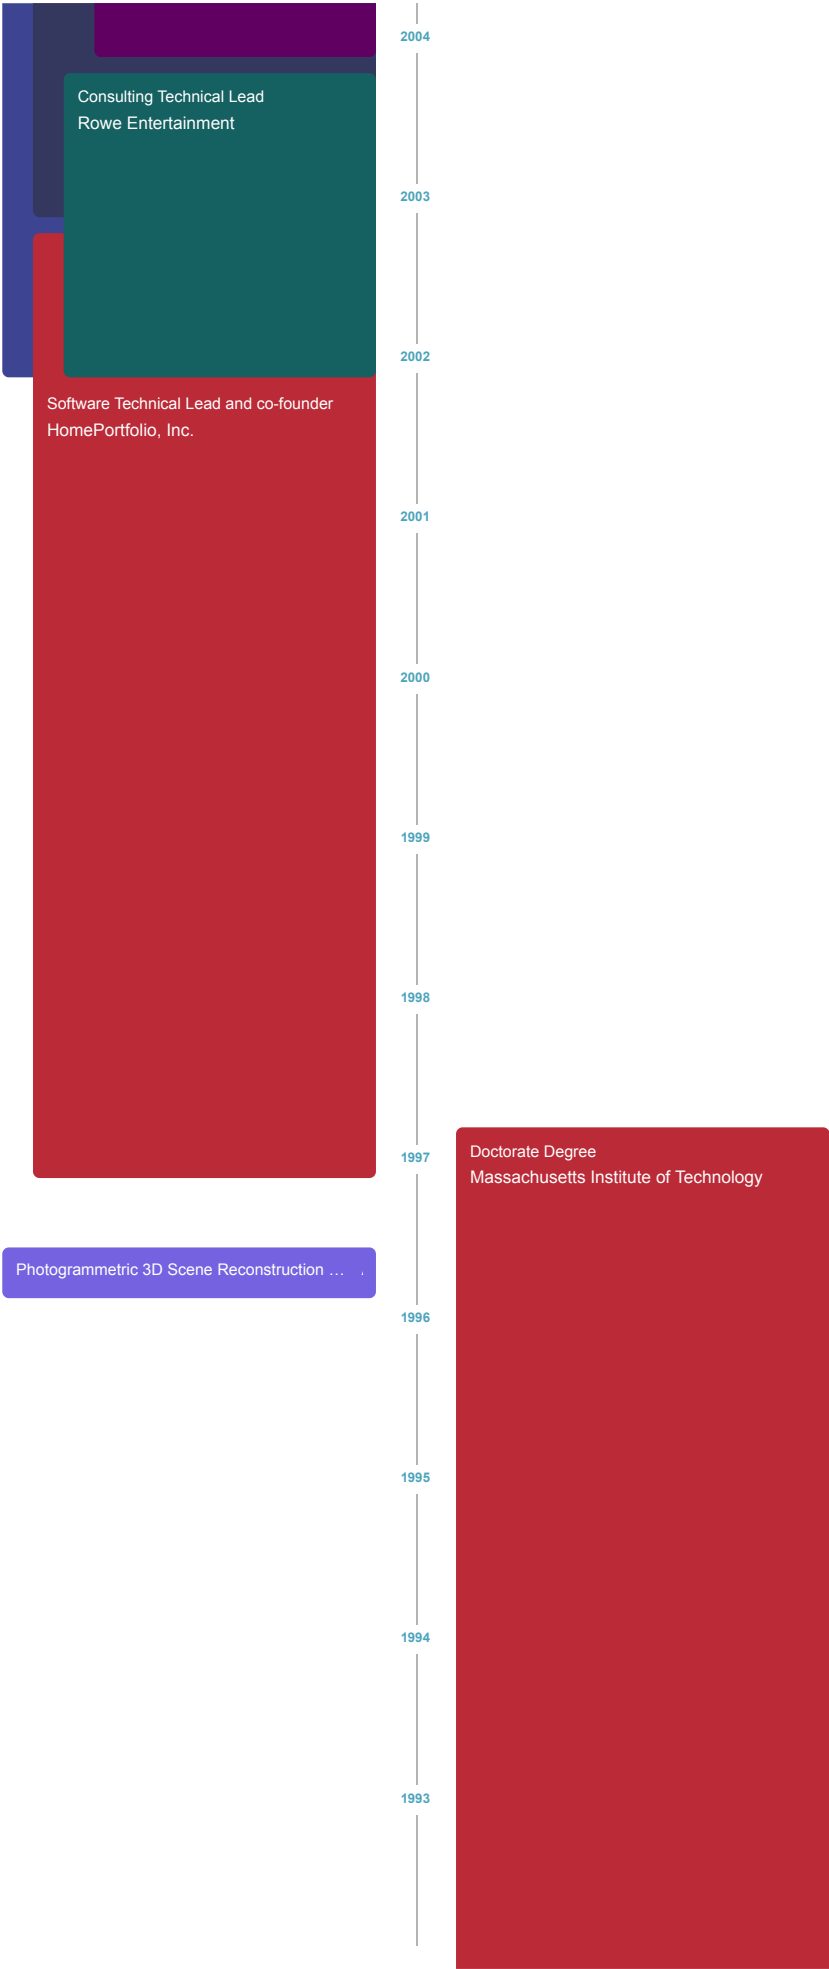 2004
Consulting Technical Lead
Rowe Entertainment
2003
2002
Software Technical Lead and co-founder
HomePortfolio, Inc.
2001
2000
1999
1998
1997
Doctorate Degree
Massachusetts Institute of Technology
Photogrammetric 3D Scene Reconstruction …
1996
1995
1994
1993